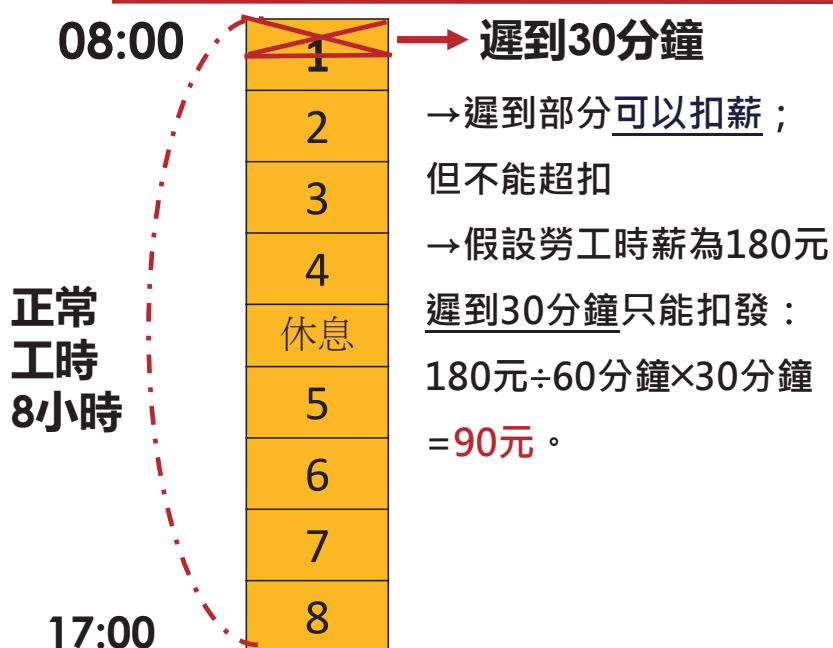 08:00
1
遲到30分鐘
2
→遲到部分可以扣薪；
3
但不能超扣
4
→假設勞工時薪為180元
正常
工時
8小時
休息
遲到30分鐘只能扣發：
5
180元÷60分鐘×30分鐘
=90元。
6
7
8
17:00